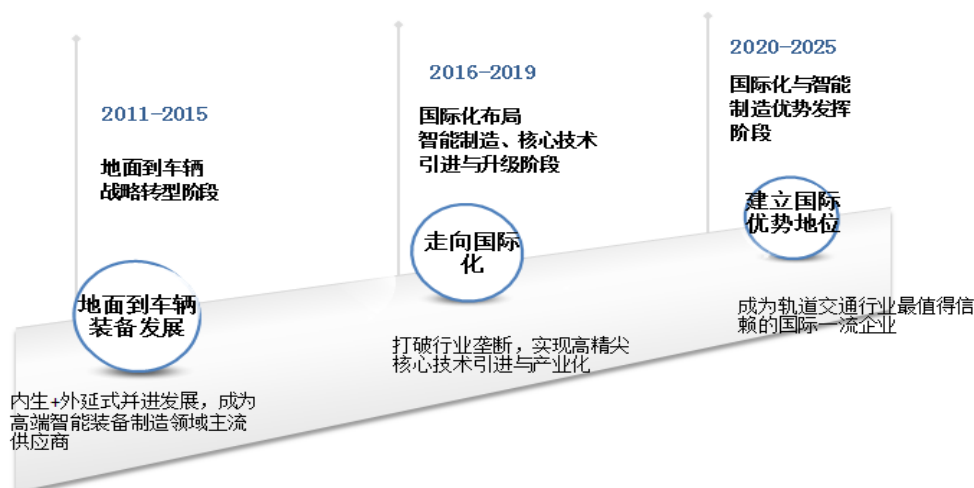 2011-2015
地面到车辆
战略转型阶段
地面到车辆
装备发展
内生+外延式并进发展，成为
高端智能装备制造领域主流
供应商
2016-2019
国际化布局
智能制造、核心技术
引进与升级阶段
走向国际
化
打破行业垄断，实现高精尖
核心技术引进与产业化
2020-2025
国际化与智能
制造优势发挥
阶段
建立国际
优势地位
成为轨道交通行业最值得信
赖的国际一流企业